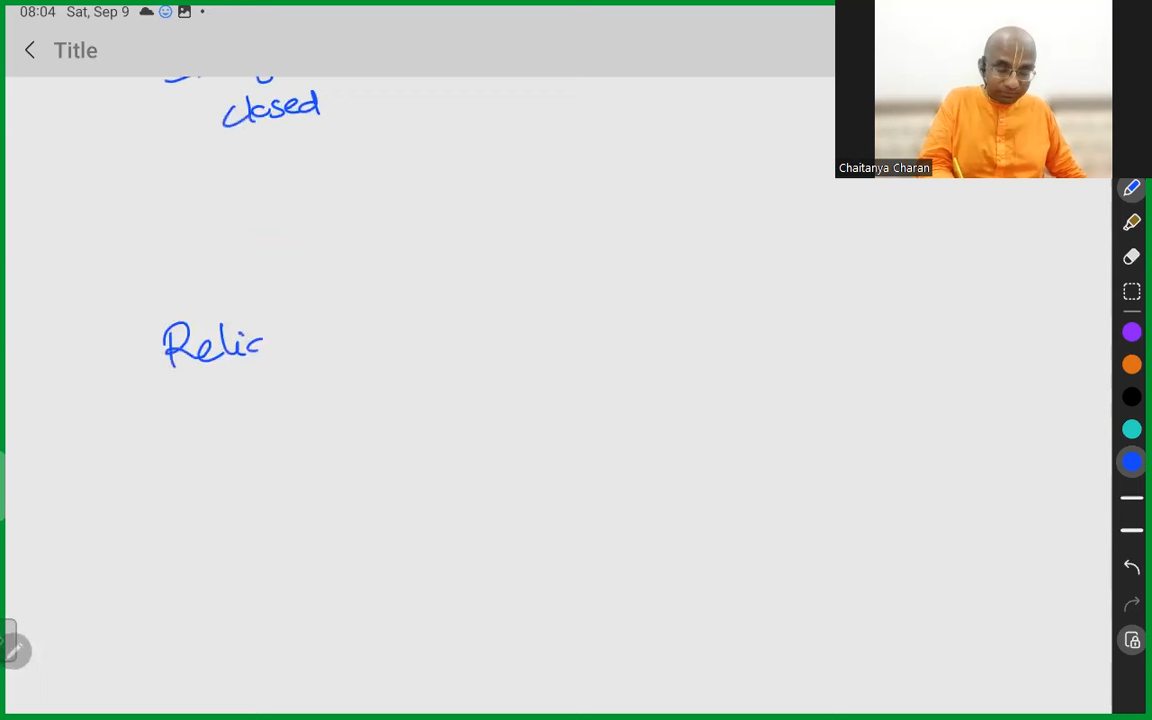 08:04 Sat, Sep 9
Title
closed
Relic
Chaitanya Charan